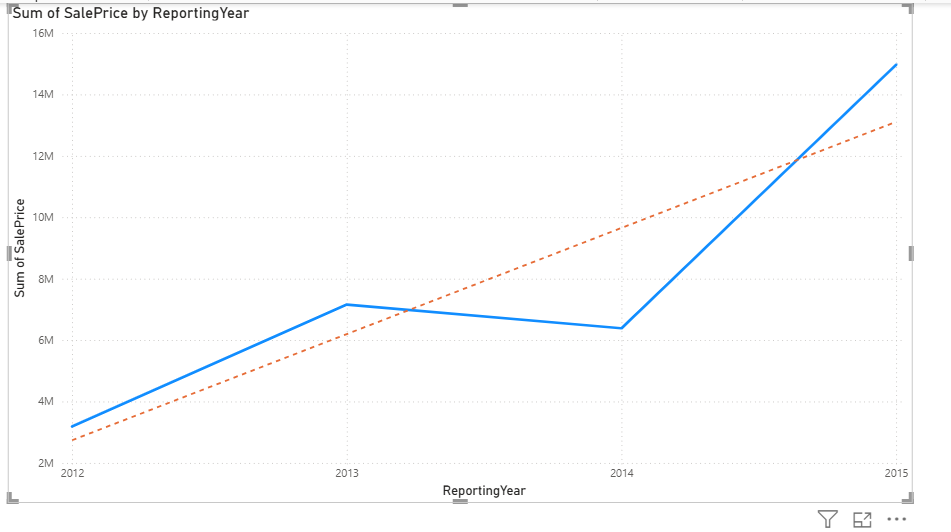 Sum of SalePrice by ReportingYear
16M
14M
12M
10M
8M
6M
4M
2M
Sum of SalePrice
2012 2013 2014 2015
ReportingYear